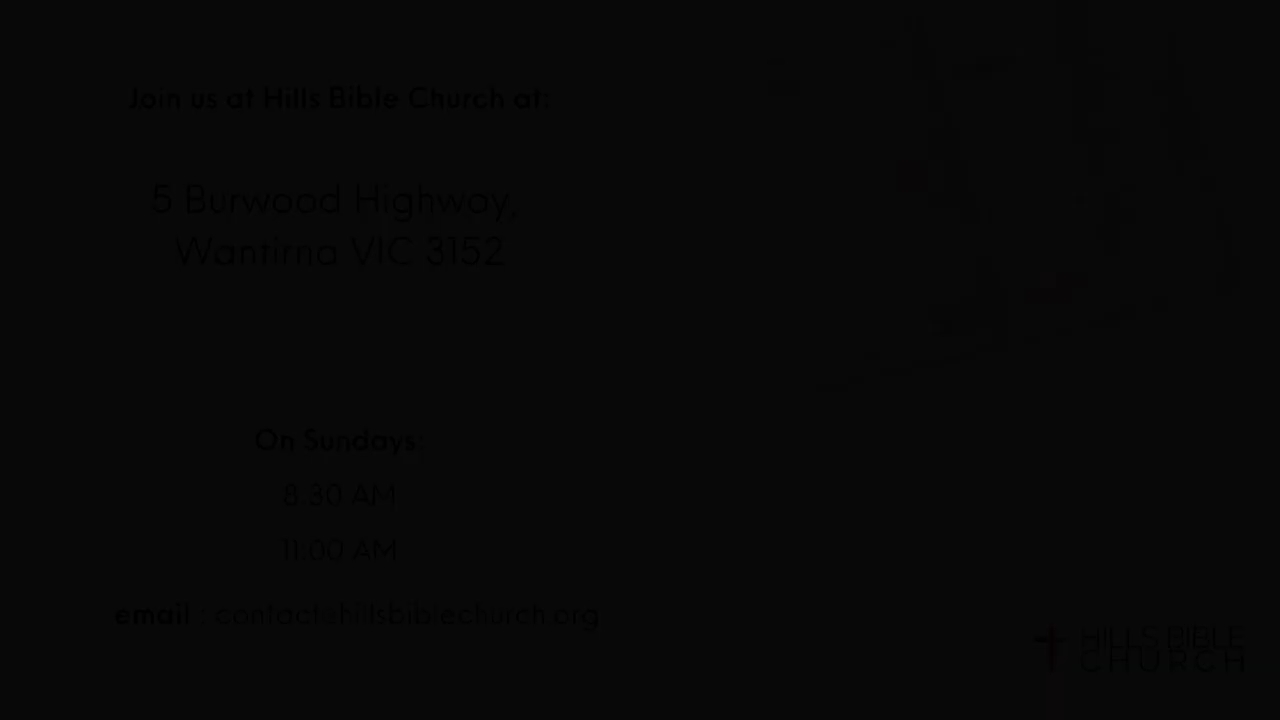 Join us at Hills Bible Church at:
5 Burwood Highway,
Wantirna VIC 3152
On Sundays:
8.30 AM
11:00 AM
email : contact@hillsbiblechurch.org
HILLS BIBLE
CHURCH